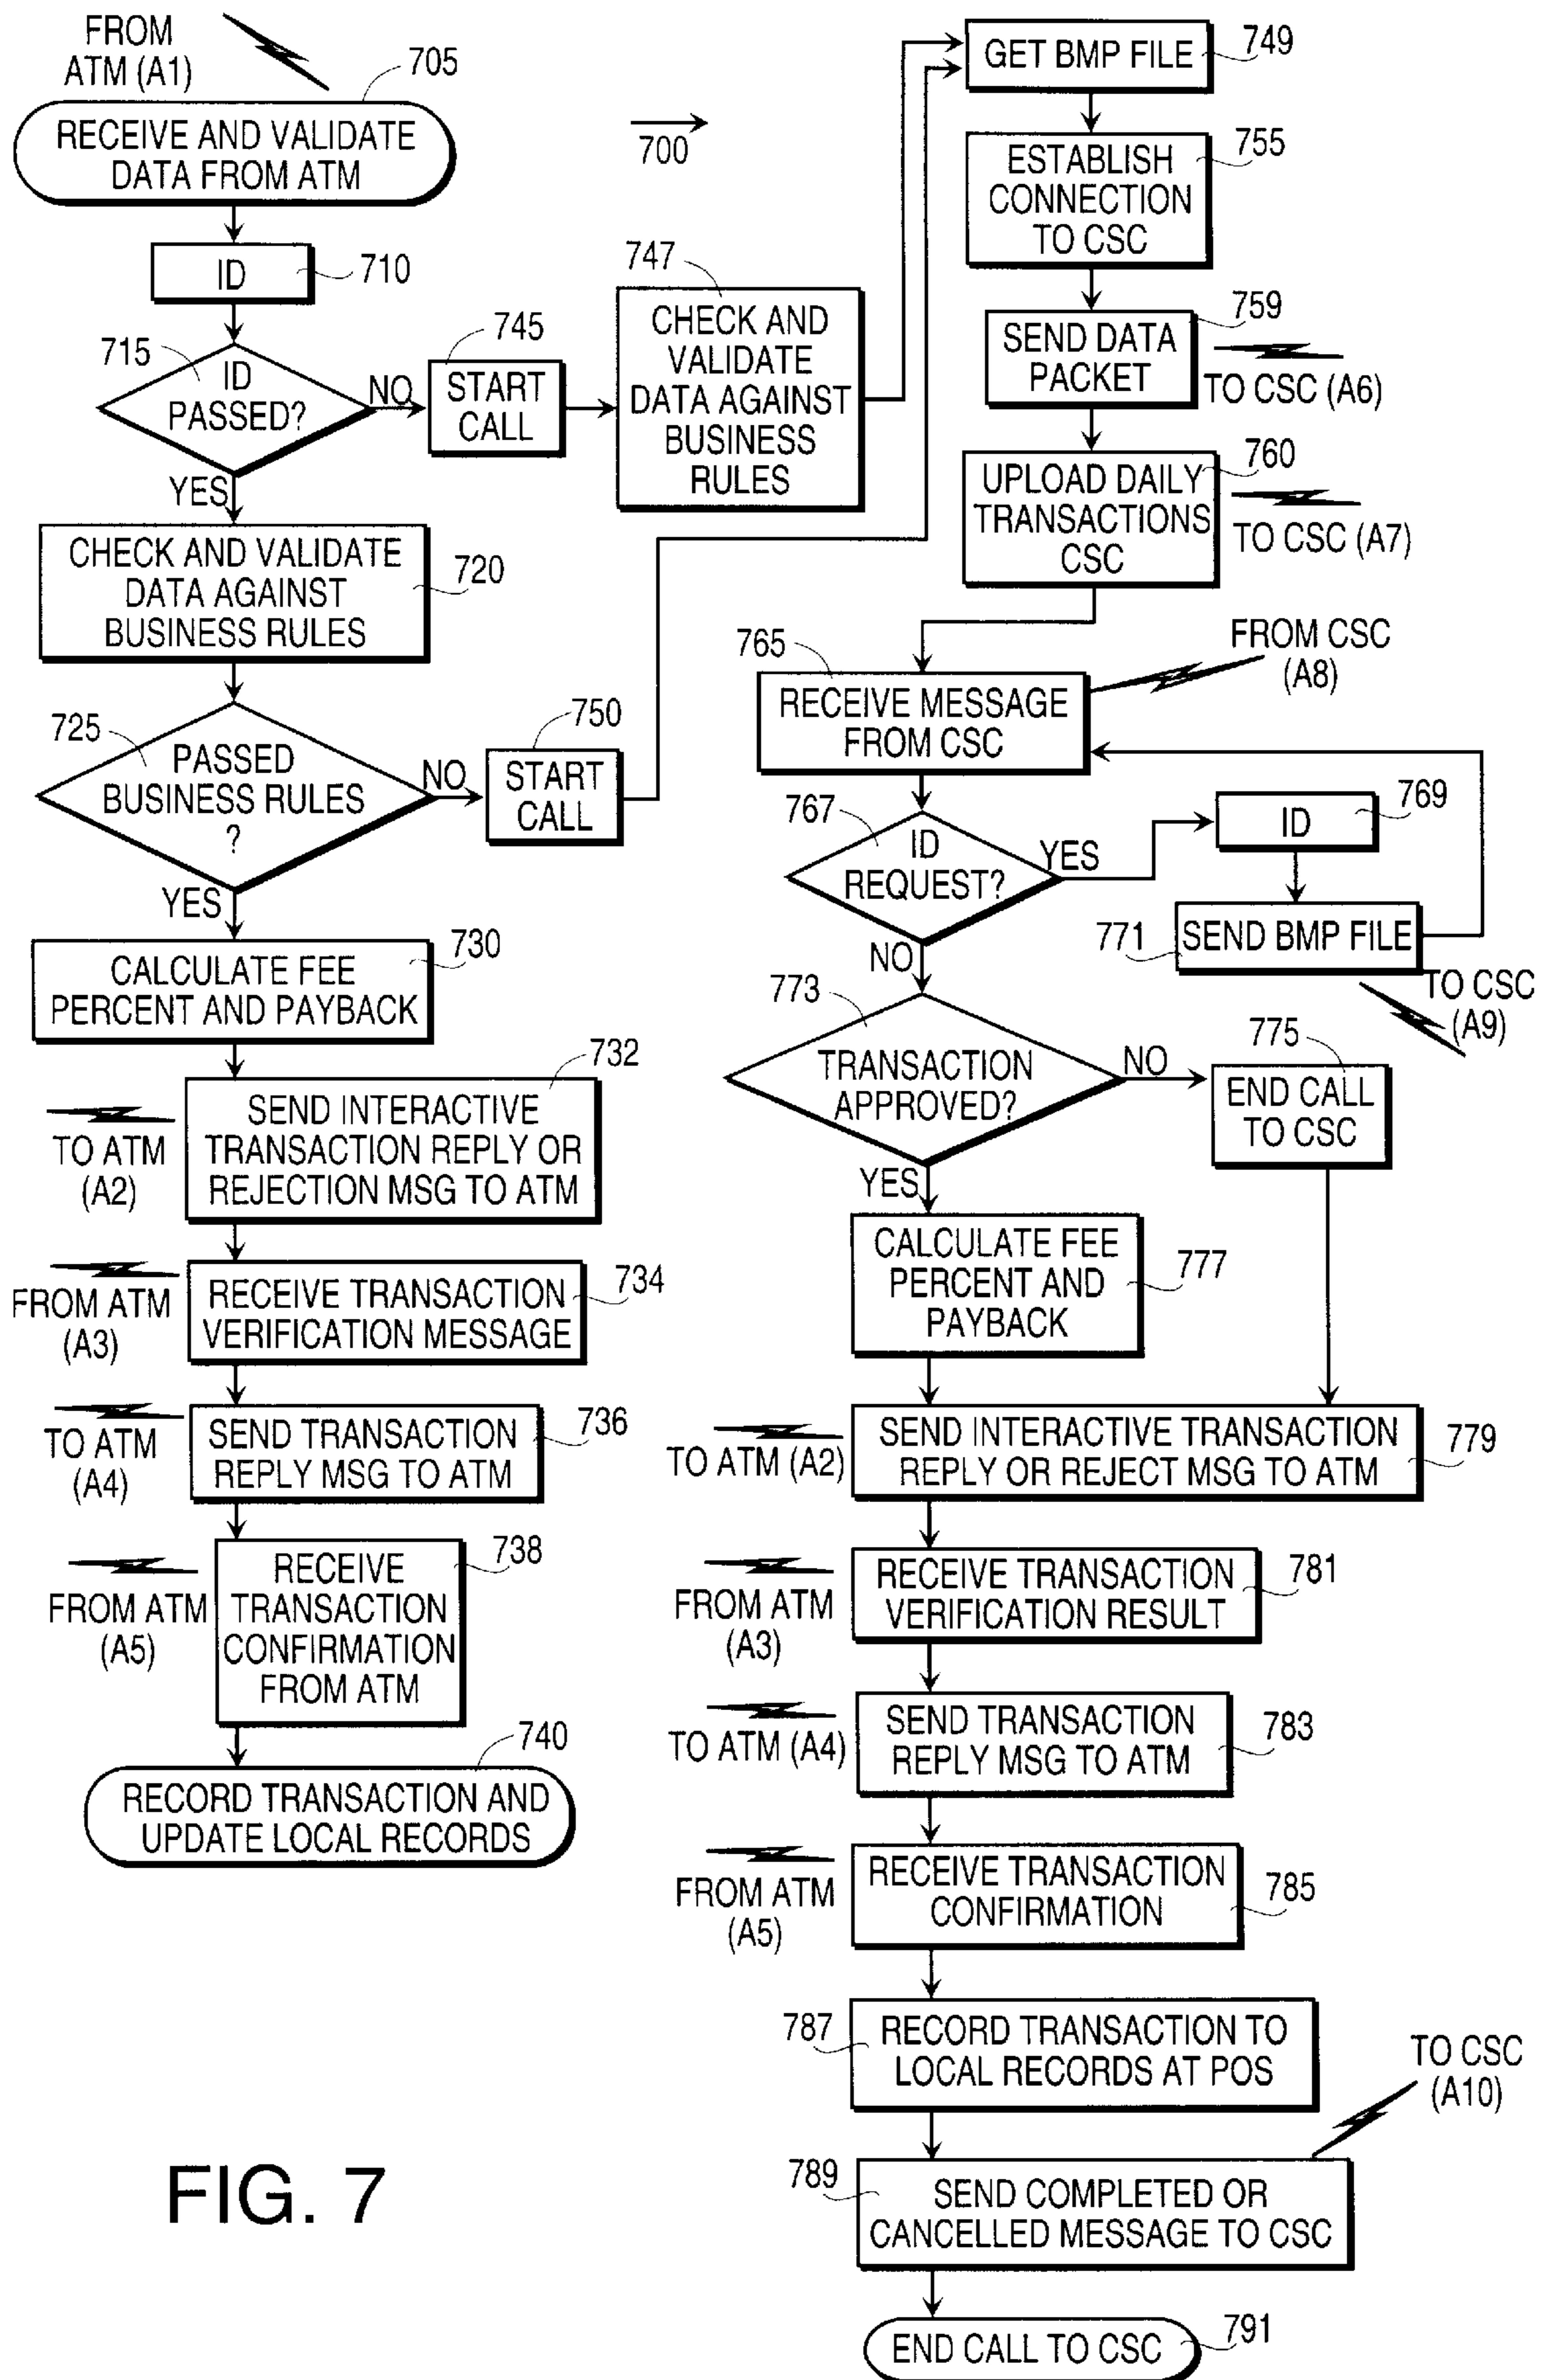 FROM
ATM (A1)
705
RECEIVE AND VALIDATE
DATA FROM ATM
700
ID
710
715
ID
PASSED?
NO
YES
745
START
CALL
747
CHECK AND
VALIDATE
DATA AGAINST
BUSINESS
RULES
CHECK AND VALIDATE
DATA AGAINST
BUSINESS RULES
720
725
PASSED
BUSINESS RULES
?
NO
YES
750
START
CALL
CALCULATE FEE
PERCENT AND PAYBACK
730
732
SEND INTERACTIVE
TRANSACTION REPLY OR
REJECTION MSG TO ATM
TO ATM
(A2)
RECEIVE TRANSACTION
VERIFICATION MESSAGE
734
FROM ATM
(A3)
SEND TRANSACTION
REPLY MSG TO ATM
736
TO ATM
(A4)
RECEIVE
TRANSACTION
CONFIRMATION
FROM ATM
738
FROM ATM
(A5)
740
RECORD TRANSACTION AND
UPDATE LOCAL RECORDS
GET BMP FILE
749
ESTABLISH
CONNECTION
TO CSC
755
SEND DATA
PACKET
759
TO CSC (A6)
UPLOAD DAILY
TRANSACTIONS
CSC
760
TO CSC (A7)
765
RECEIVE MESSAGE
FROM CSC
FROM CSC
(A8)
767
ID
REQUEST?
YES
NO
ID
769
771
SEND BMP FILE
TO CSC
(A9)
773
TRANSACTION
APPROVED?
NO
YES
775
END CALL
TO CSC
CALCULATE FEE
PERCENT AND
PAYBACK
777
TO ATM (A2)
SEND INTERACTIVE TRANSACTION
REPLY OR REJECT MSG TO ATM
779
FROM ATM
(A3)
RECEIVE TRANSACTION
VERIFICATION RESULT
781
TO ATM (A4)
SEND TRANSACTION
REPLY MSG TO ATM
783
FROM ATM
(A5)
RECEIVE TRANSACTION
CONFIRMATION
785
787
RECORD TRANSACTION TO
LOCAL RECORDS AT POS
TO CSC
(A10)
789
SEND COMPLETED OR
CANCELLED MESSAGE TO CSC
END CALL TO CSC
791
FIG. 7